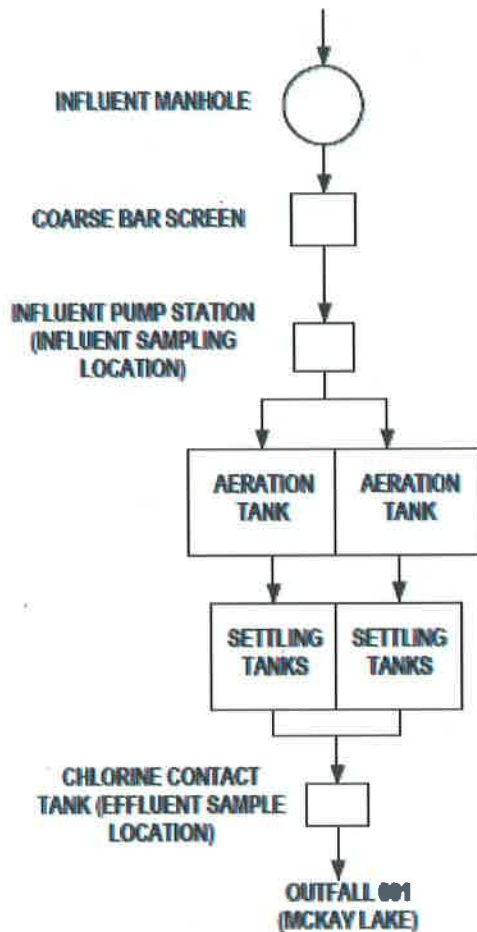 INFLUENT MANHOLE
COARSE BAR SCREEN
INFLUENT PUMP STATION
(INFLUENT SAMPLING
LOCATION)
AERATION
TANK
AERATION
TANK
SETTLING
TANKS
SETTLING
TANKS
CHLORINE CONTACT
TANK (EFFLUENT SAMPLE
LOCATION)
OUTFALL 001
(MCKAY LAKE)